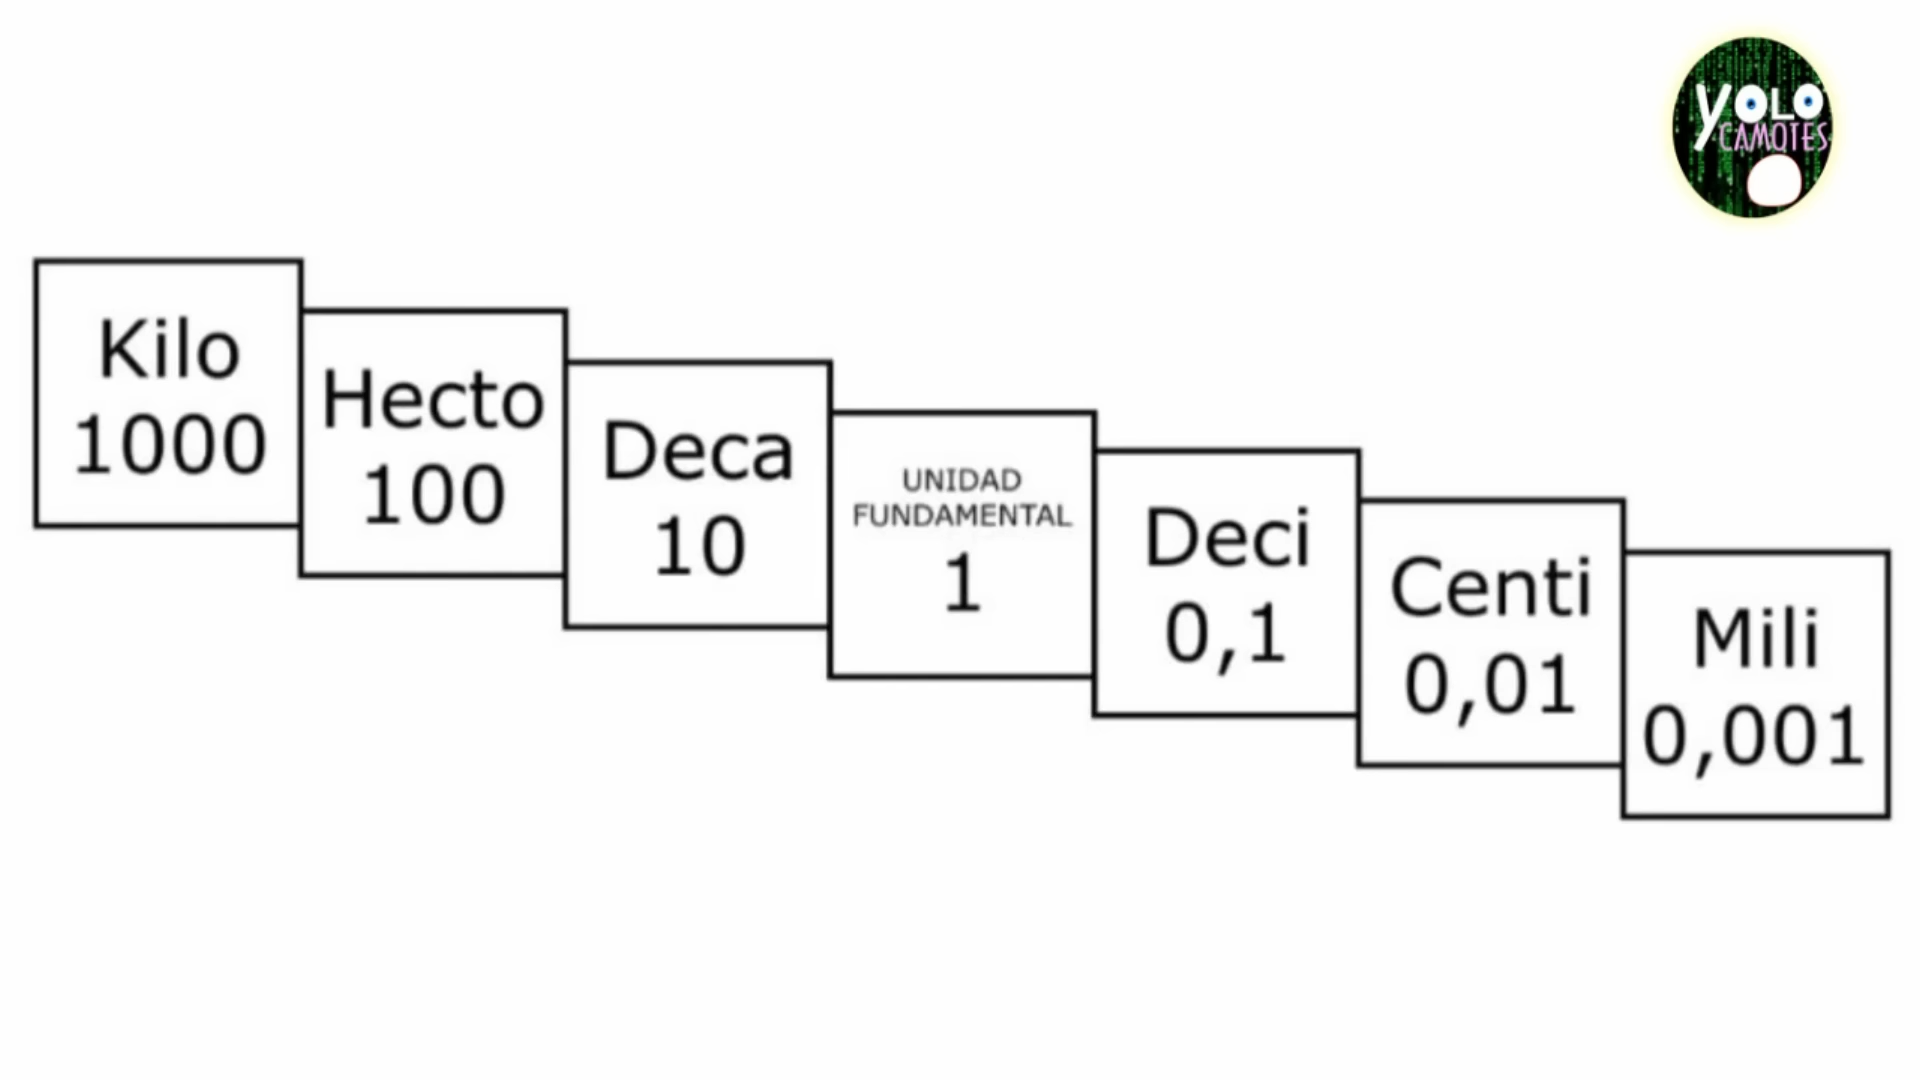 YOLO
CAMOTES
Kilo
1000
Hecto
100
Deca
10
UNIDAD
FUNDAMENTAL
1
Deci
0,1
Centi
0,01
Mili
0,001